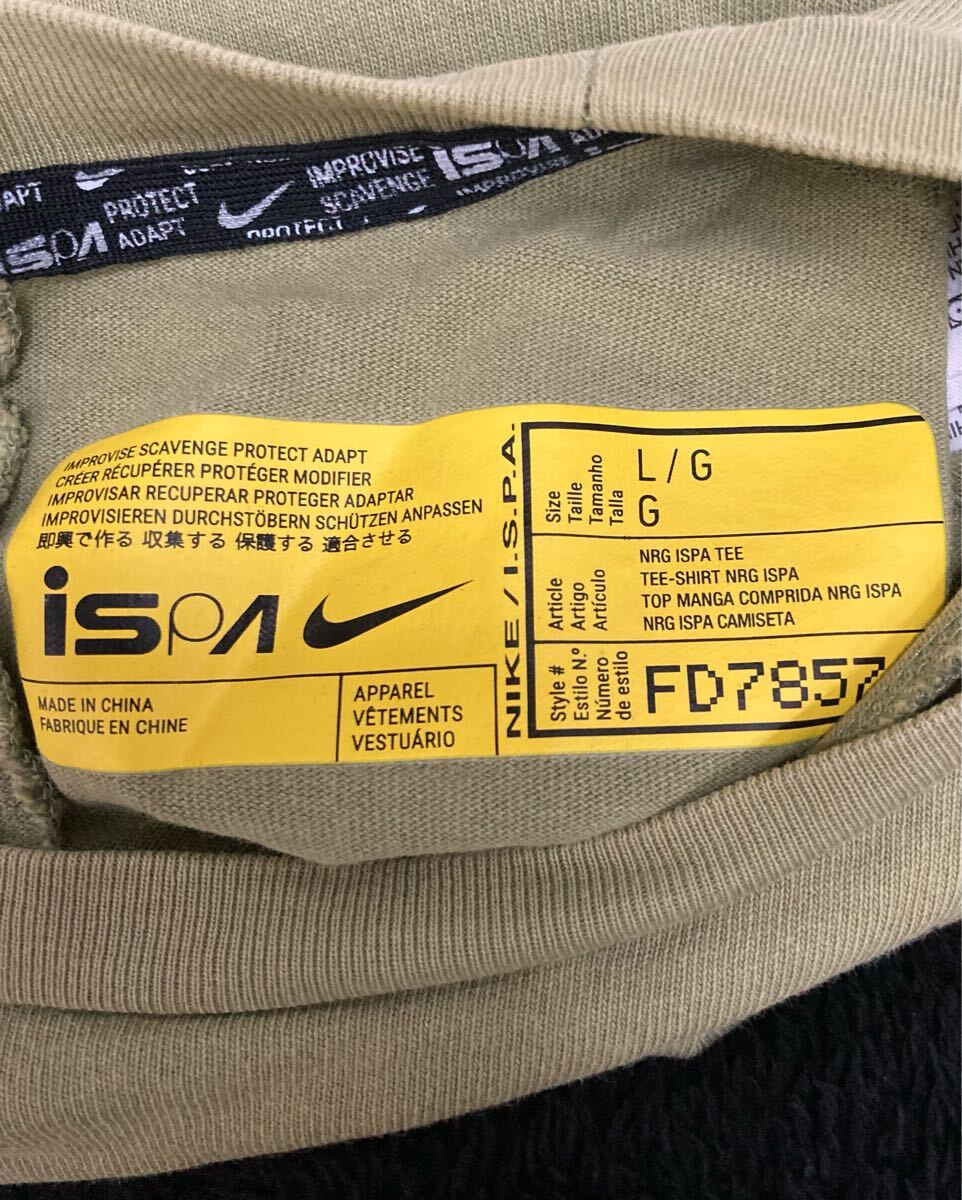 APT
PROTECT
ADAPT
ISPA
IMPROVISE
SCAVENGE
PROTECT
ISPA
IMPROVISE
IMPROVISE SCAVENGE PROTECT ADAPT
CRÉER RÉCUPÉRER PROTÉGER MODIFIER
IMPROVISAR RECUPERAR PROTEGER ADAPTAR
IMPROVISIEREN DURCHSTÖBERN SCHÜTZEN ANPASSEN
即興で作る 収集する 保護する 適合させる
iSPA
MADE IN CHINA
FABRIQUE EN CHINE
APPAREL
VÊTEMENTS
VESTUÁRIO
NIKE / I.S.P.A.
Size
Taille
Tamanho
Talla
L / G
G
Article
Artigo
Artículo
NRG ISPA TEE
TEE-SHIRT NRG ISPA
TOP MANGA COMPRIDA NRG ISPA
NRG ISPA CAMISETA
Style #
Estilo N.º
Número
de estilo
FD7857